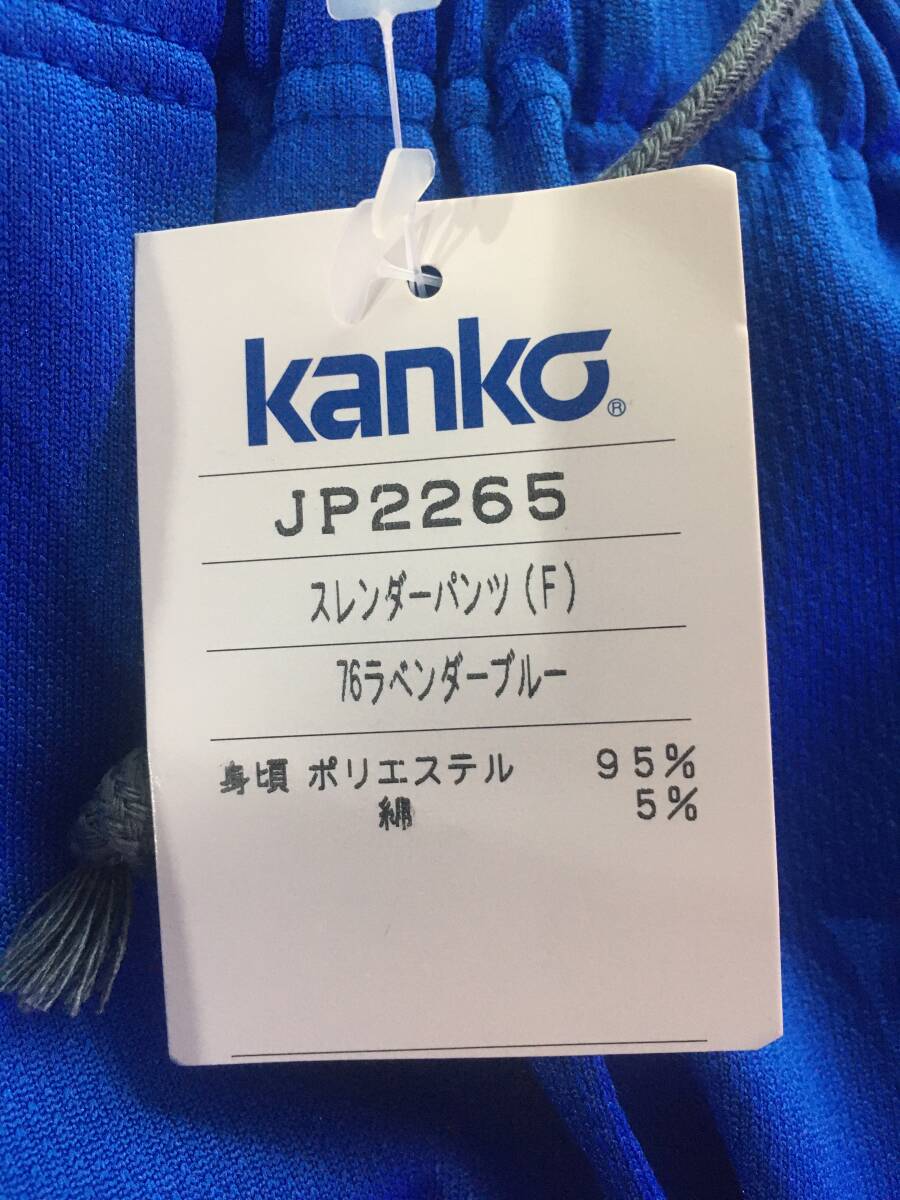 kanko®
JP2265
スレンダーパンツ(F)
76ラベンダーブルー
身頃 ポリエステル 95%
綿 5%